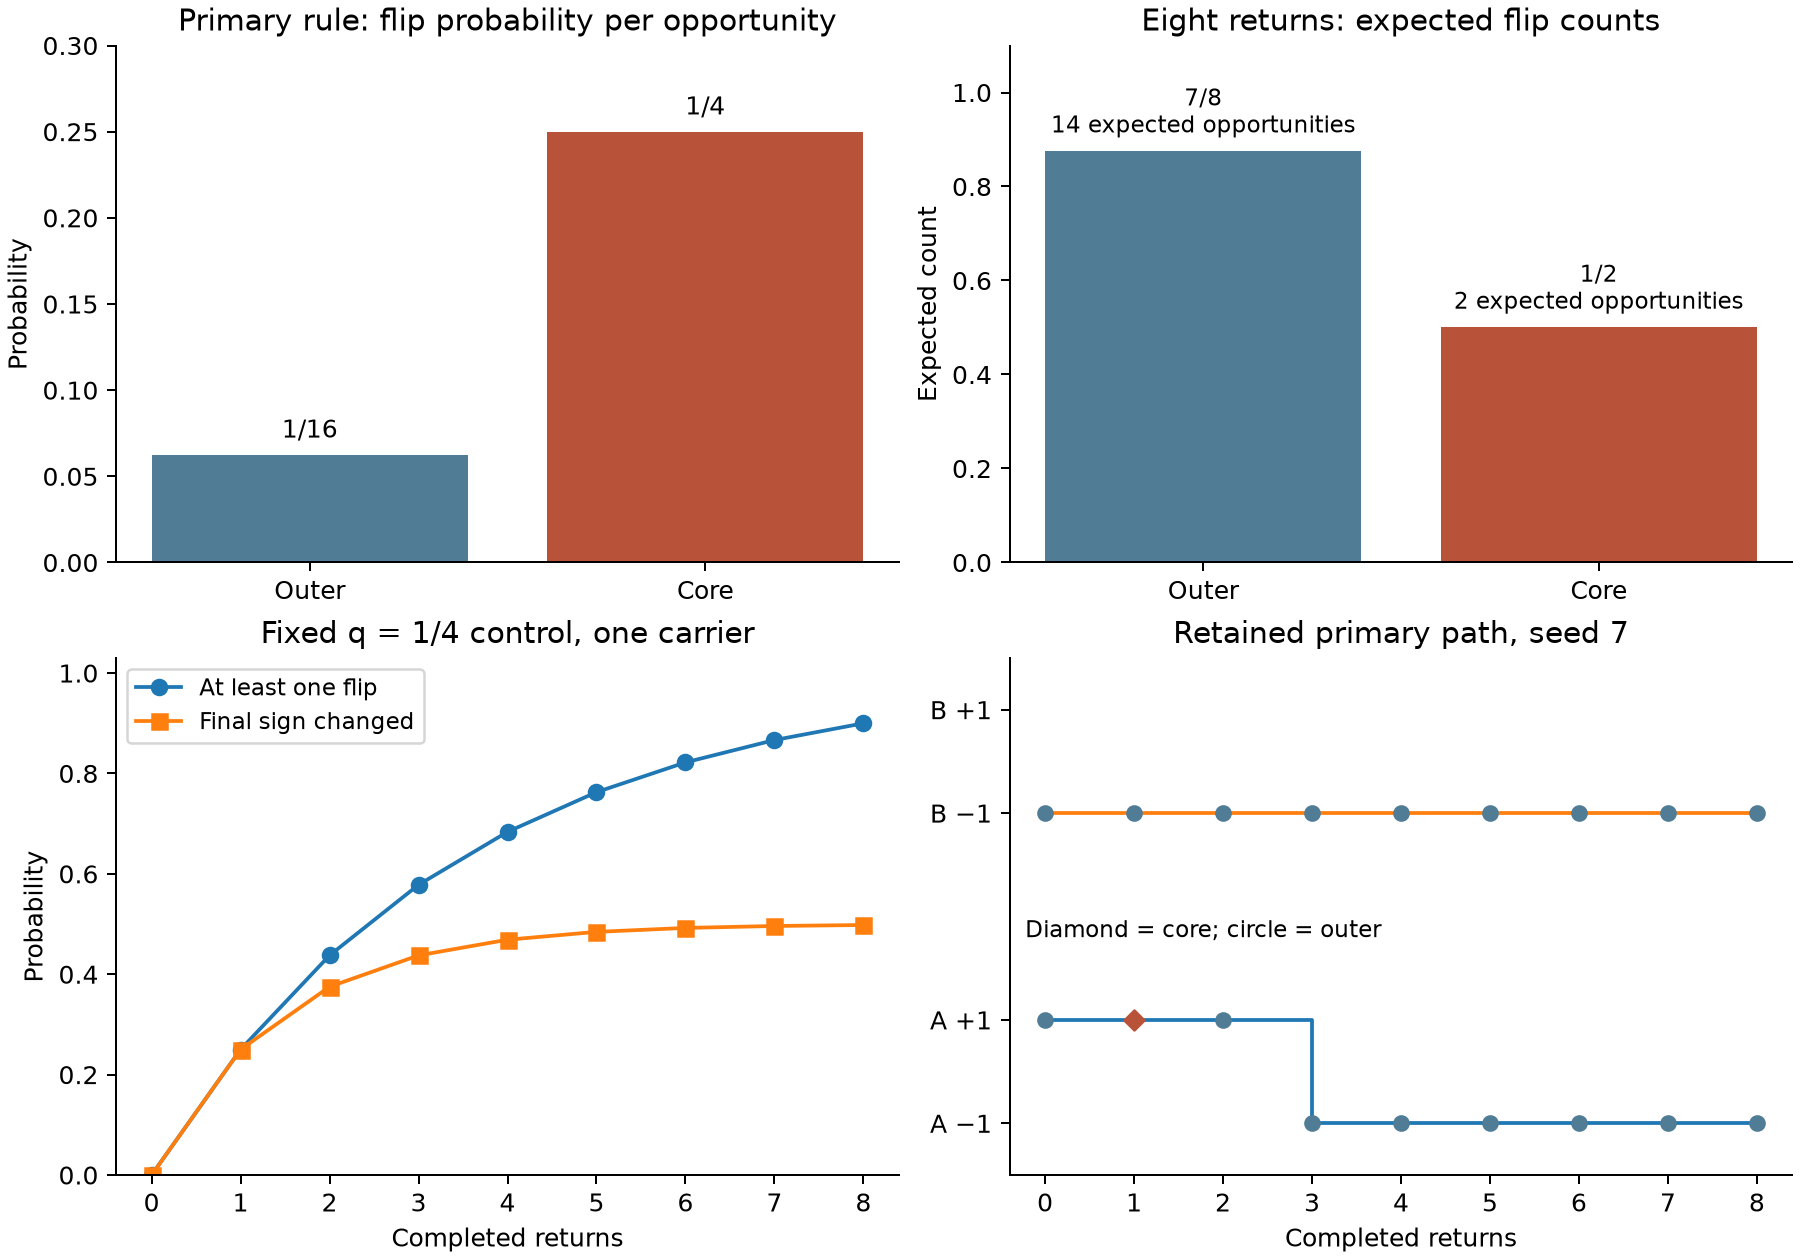 Primary rule: flip probability per opportunity
0.30
0.25
0.20
0.15
0.10
0.05
0.00
Probability
1/16
1/4
Outer
Core
Eight returns: expected flip counts
1.0
0.8
0.6
0.4
0.2
0.0
Expected count
7/8
14 expected opportunities
1/2
2 expected opportunities
Outer
Core
Fixed q = 1/4 control, one carrier
1.0
0.8
0.6
0.4
0.2
0.0
Probability
At least one flip
Final sign changed
0 1 2 3 4 5 6 7 8
Completed returns
Retained primary path, seed 7
B +1
B −1
Diamond = core; circle = outer
A +1
A −1
0 1 2 3 4 5 6 7 8
Completed returns